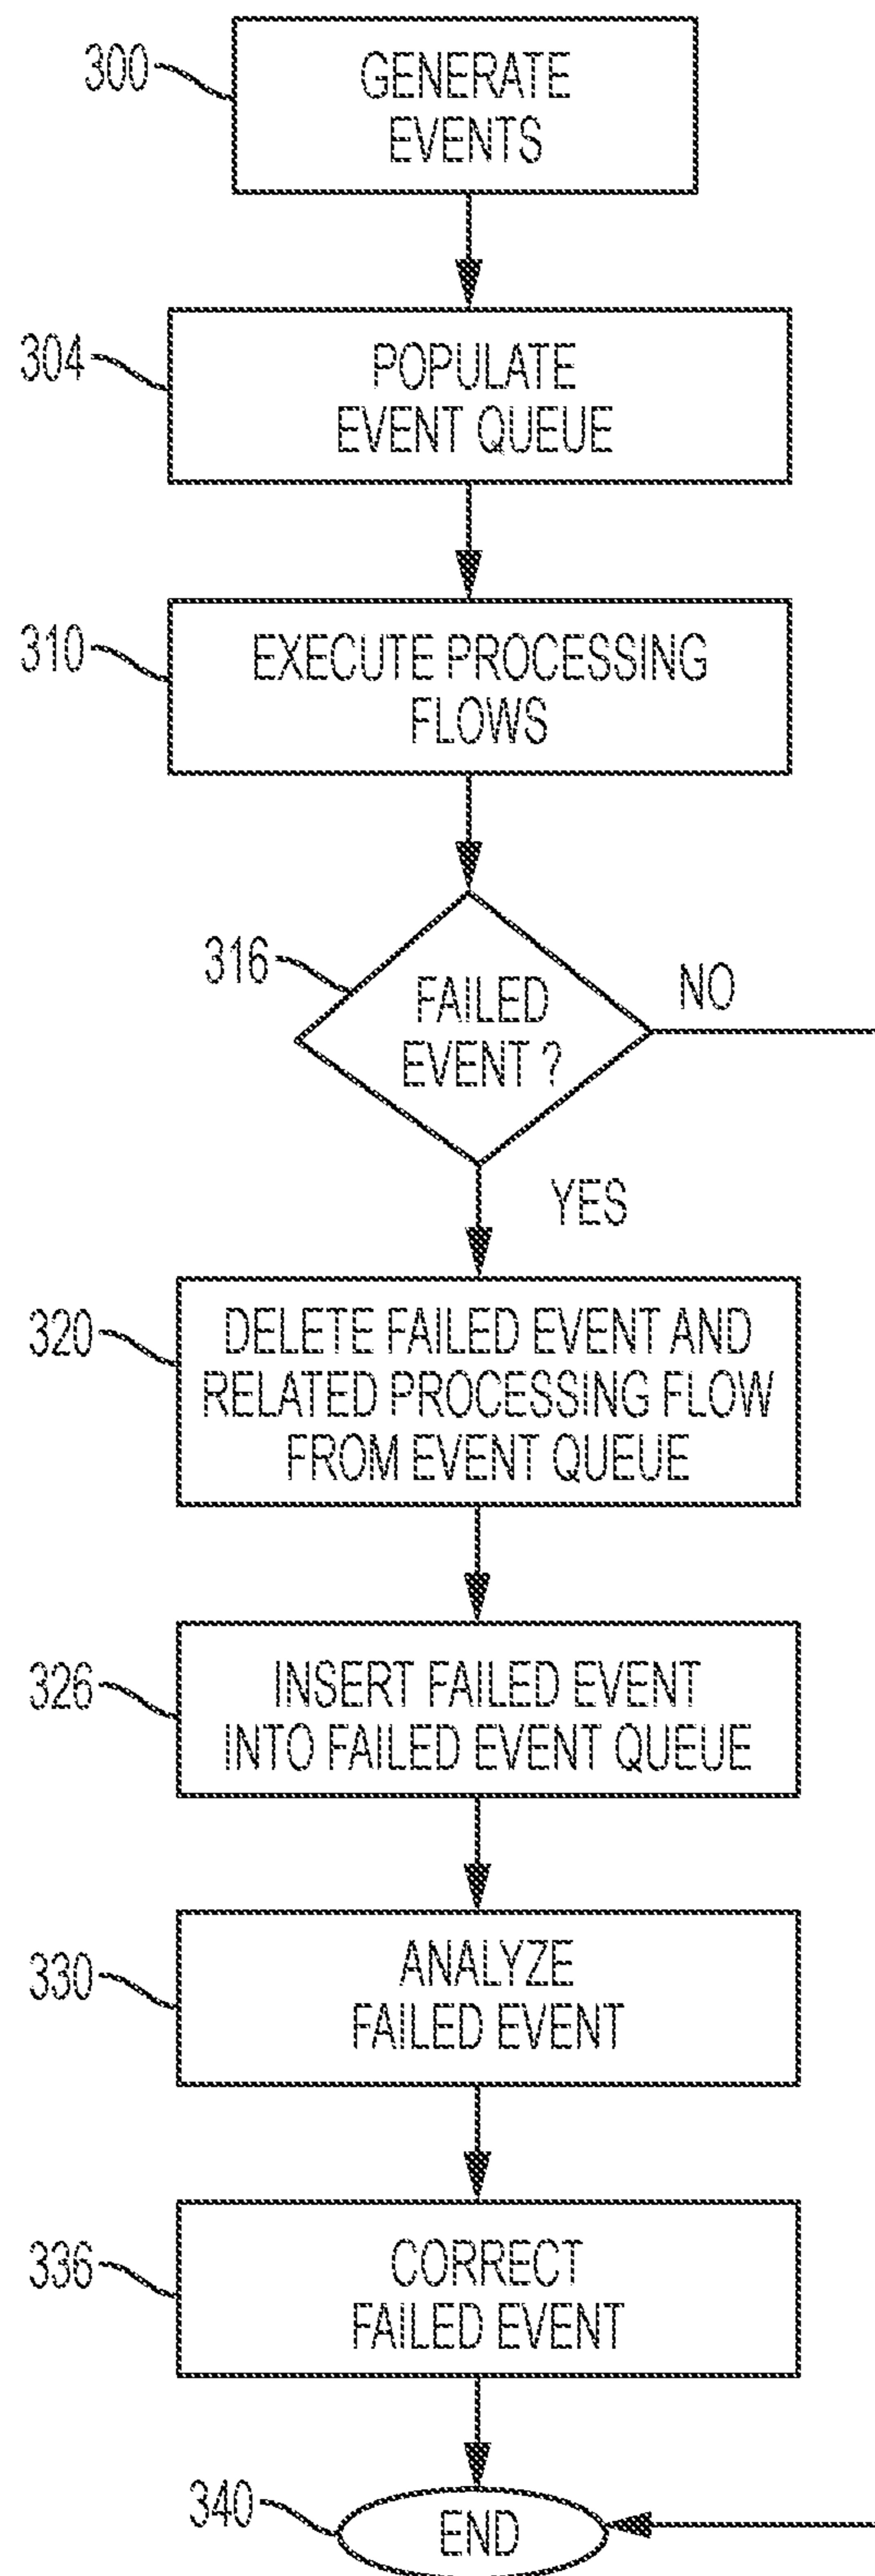 300
GENERATE
EVENTS
304
POPULATE
EVENT QUEUE
310
EXECUTE PROCESSING
FLOWS
316
FAILED
EVENT ?
NO
YES
320
DELETE FAILED EVENT AND
RELATED PROCESSING FLOW
FROM EVENT QUEUE
326
INSERT FAILED EVENT
INTO FAILED EVENT QUEUE
330
ANALYZE
FAILED EVENT
336
CORRECT
FAILED EVENT
340
END